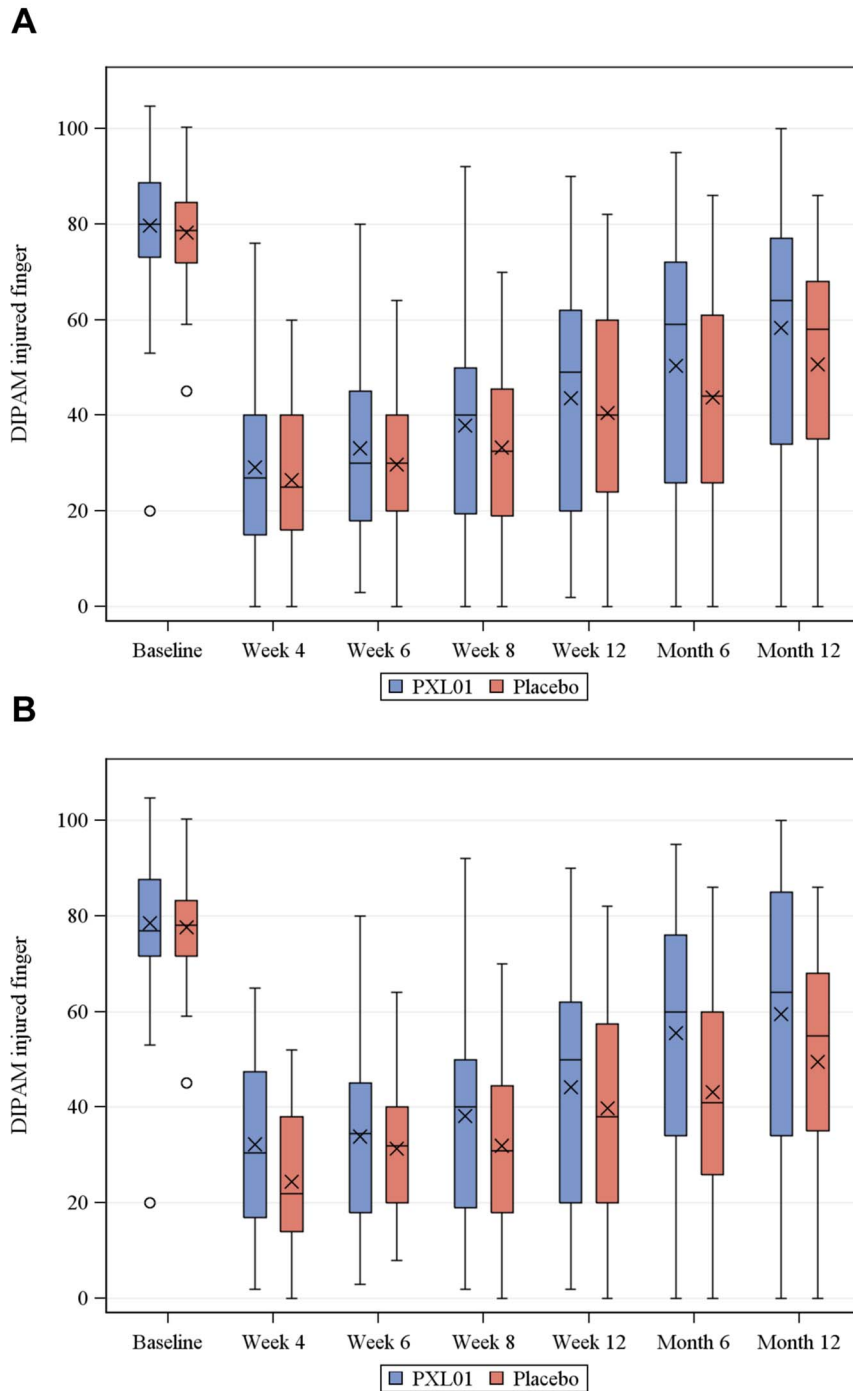 A
DIPAM injured finger
100
80
60
40
20
0
Baseline Week 4 Week 6 Week 8 Week 12 Month 6 Month 12
PXL01 Placebo
B
DIPAM injured finger
100
80
60
40
20
0
Baseline Week 4 Week 6 Week 8 Week 12 Month 6 Month 12
PXL01 Placebo